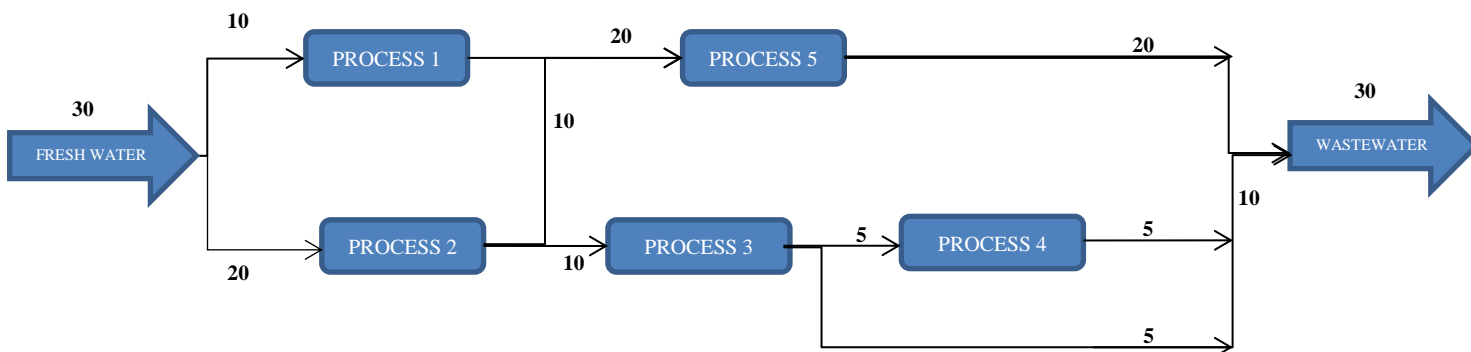 10
PROCESS 1
20
PROCESS 5
20
30
FRESH WATER
10
30
WASTEWATER
20
PROCESS 2
10
PROCESS 3
5
PROCESS 4
5
10
5